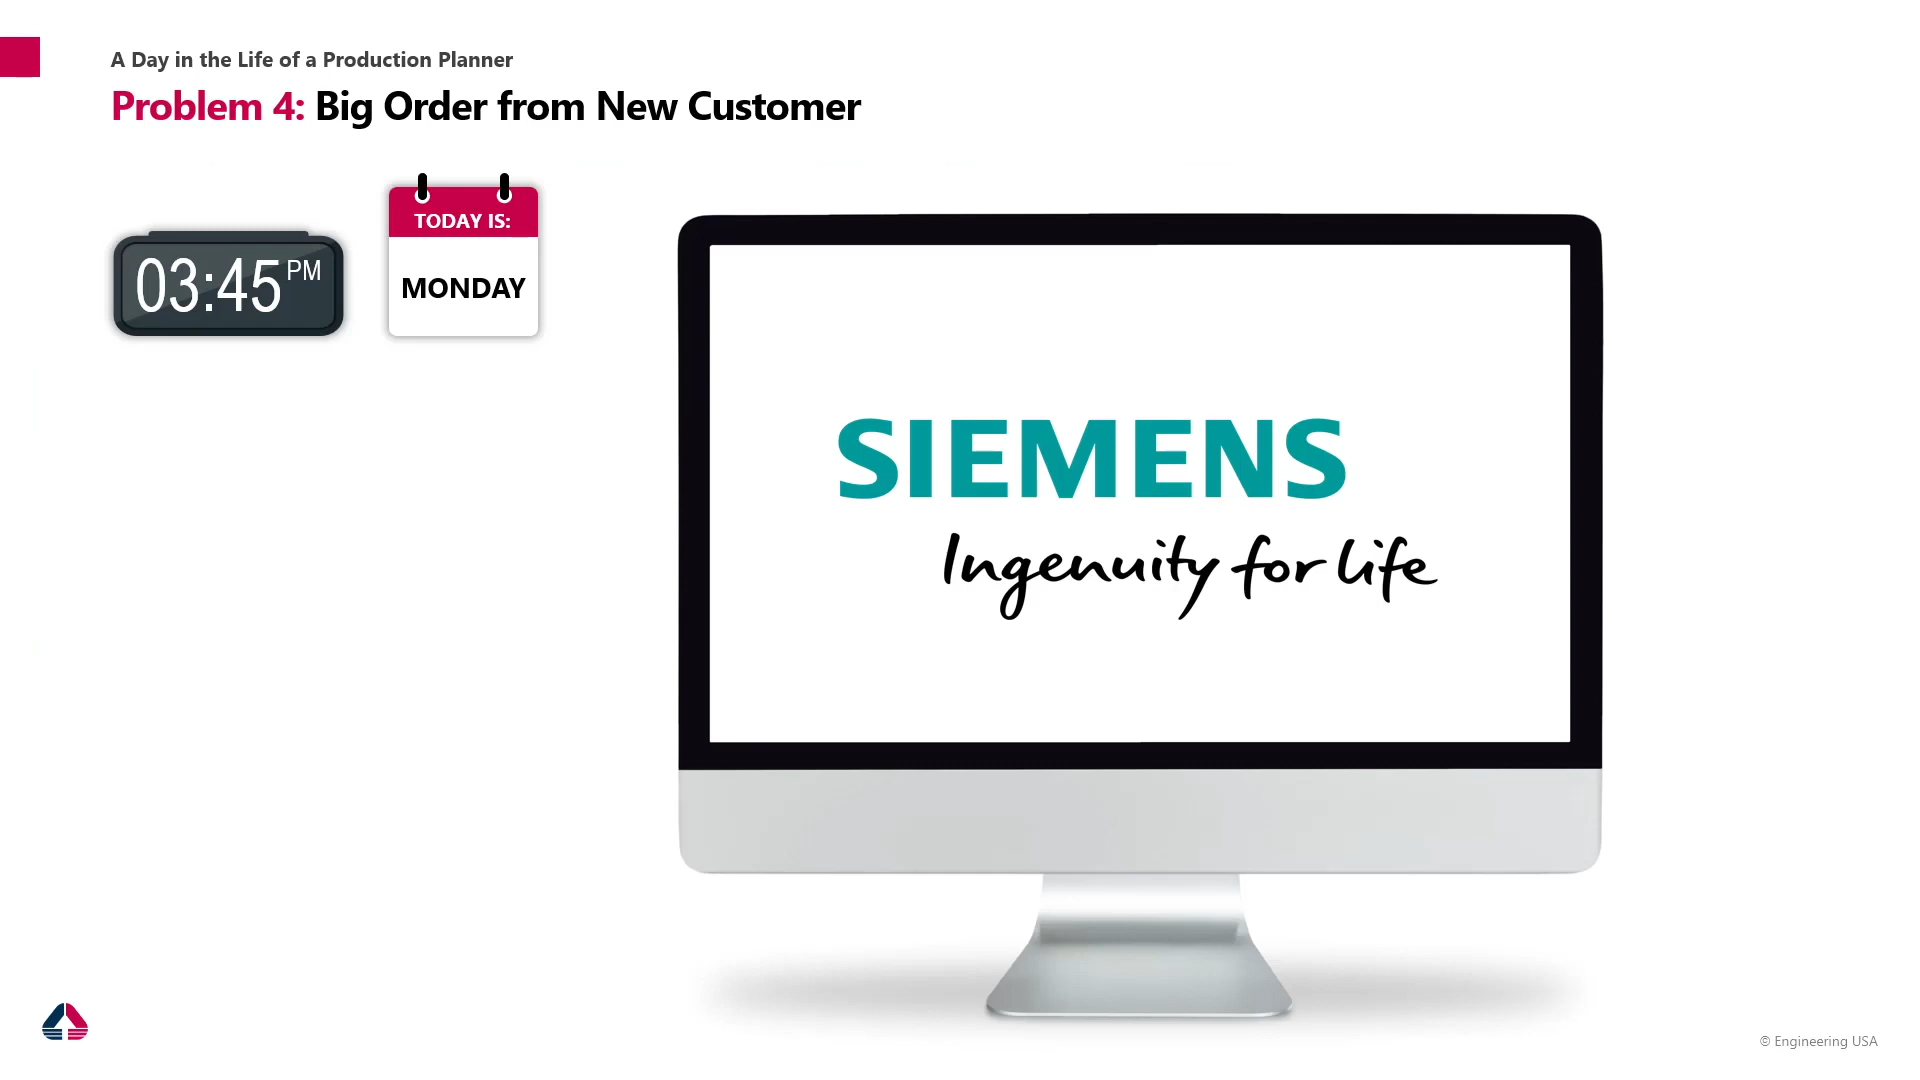 A Day in the Life of a Production Planner
Problem 4: Big Order from New Customer
03:45 PM
TODAY IS:
MONDAY
SIEMENS
Ingenuity for life
© Engineering USA